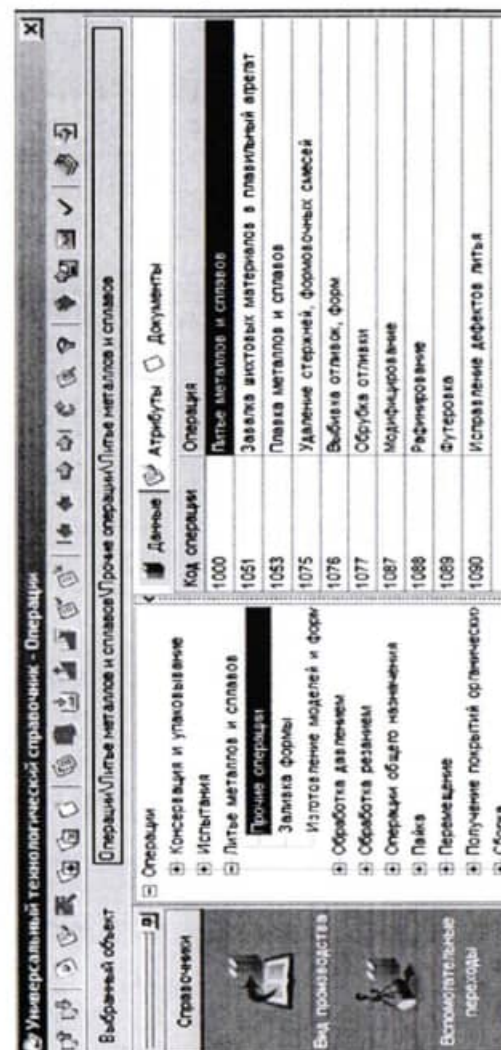 Универсальный технологический справочник - Операции
Выбранный объект
Операции\Литье металлов и сплавов\Прочие операции\Литье металлов и сплавов
Справочники
Вид производства
Вспомогательные
переходы
Операции
Консервация и упаковывание
Испытания
Литье металлов и сплавов
Прочие операции
Заливка формы
Изготовление моделей и форм
Обработка давлением
Обработка резанием
Операции общего назначения
Пайка
Перемещение
Получение покрытий органическо
Сборка
Данные Атрибуты Документы
Код операции Операция
1000 Литье металлов и сплавов
1051 Завалка шихтовых материалов в плавильный агрегат
1053 Плавка металлов и сплавов
1075 Удаление стержней, формовочных смесей
1076 Выбивка отливок, форм
1077 Обрубка отливки
1087 Модифицирование
1088 Рафинирование
1089 Футеровка
1090 Исправление дефектов литья